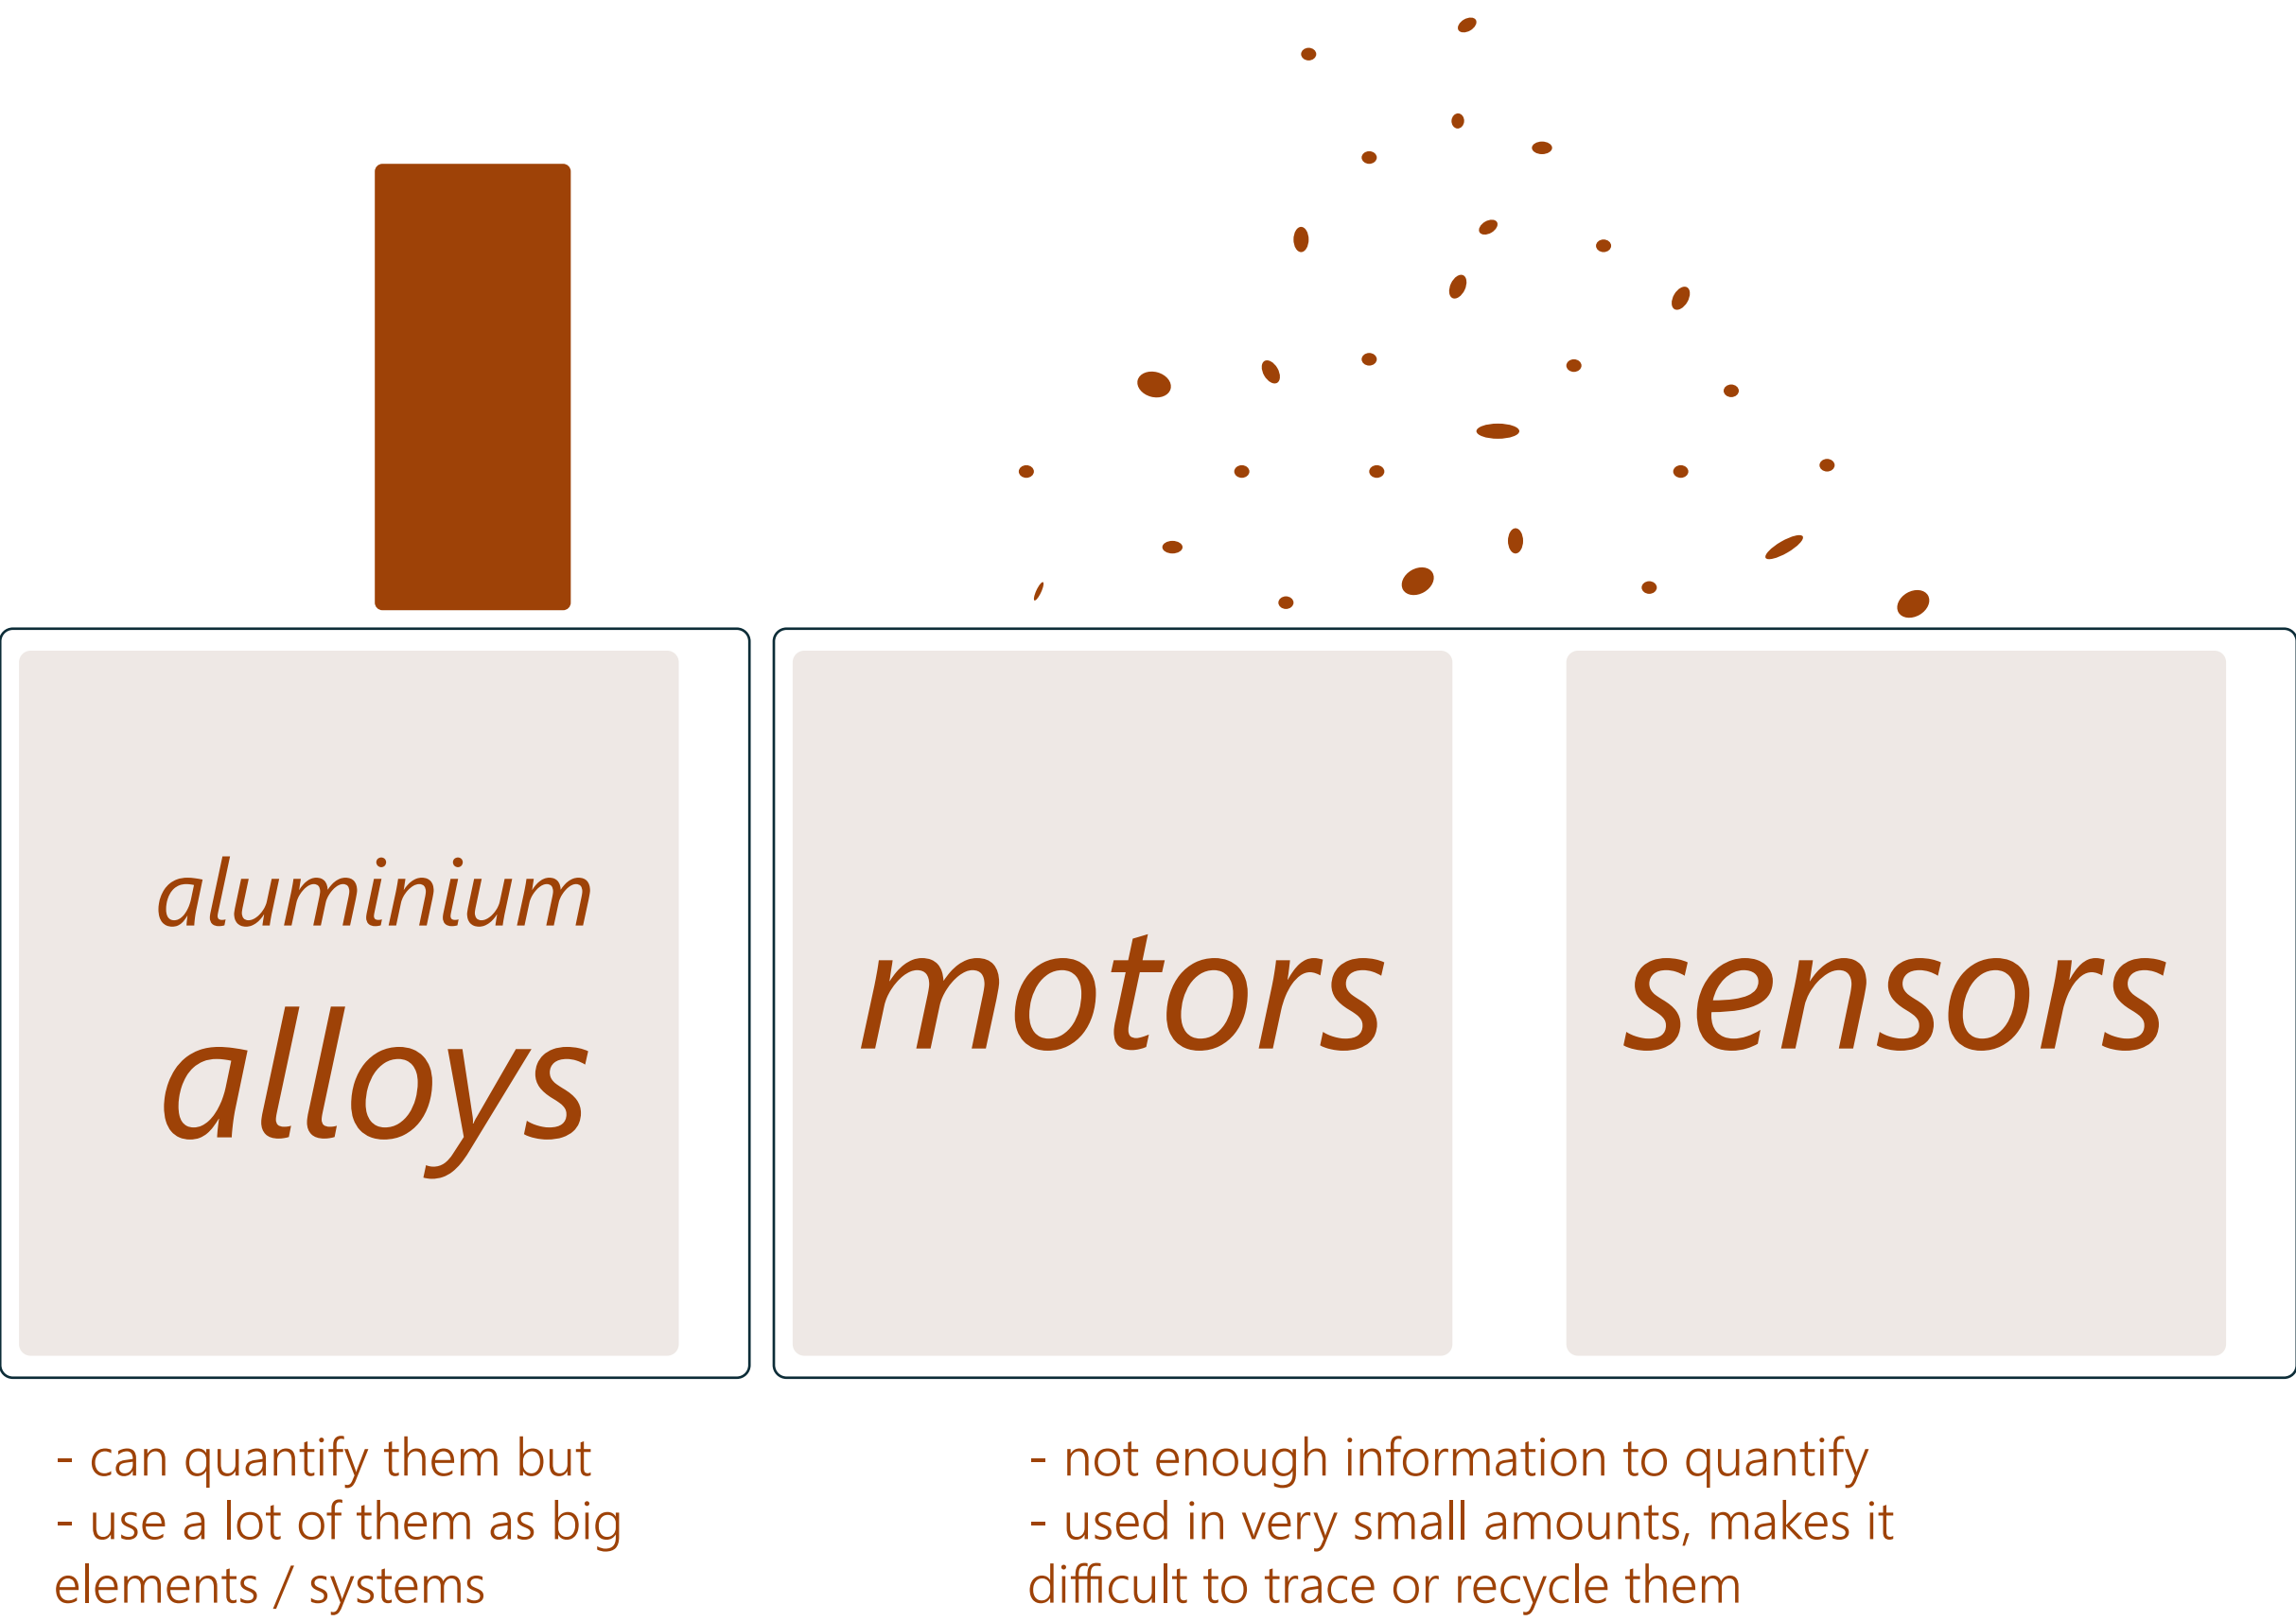 aluminium
alloys
motors
sensors
- can quantify them but
- use a lot of them as big
element / systems
- not enough information to quantify
- used in very small amounts, makes it
difficult to trace or recycle them